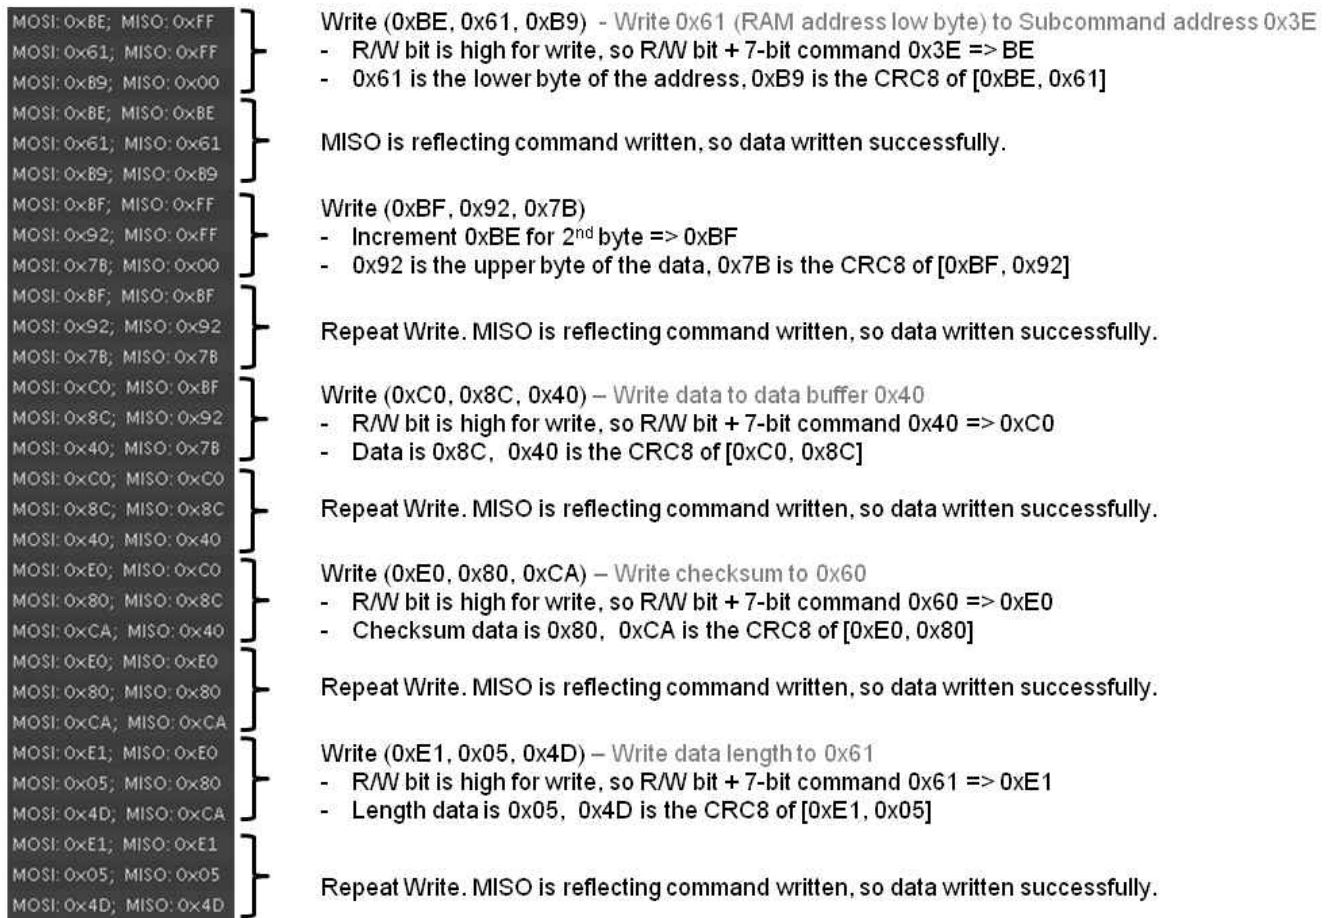 MOSI: 0xBE; MISO: 0xFF
MOSI: 0x61; MISO: 0xFF
MOSI: 0xB9; MISO: 0x00
Write (0xBE, 0x61, 0xB9) - Write 0x61 (RAM address low byte) to Subcommand address 0x3E
- R/W bit is high for write, so R/W bit + 7-bit command 0x3E => BE
- 0x61 is the lower byte of the address, 0xB9 is the CRC8 of [0xBE, 0x61]
MOSI: 0xBE; MISO: 0xBE
MOSI: 0x61; MISO: 0x61
MOSI: 0xB9; MISO: 0xB9
MISO is reflecting command written, so data written successfully.
MOSI: 0xBF; MISO: 0xFF
MOSI: 0x92; MISO: 0xFF
MOSI: 0x7B; MISO: 0x00
Write (0xBF, 0x92, 0x7B)
- Increment 0xBE for 2nd byte => 0xBF
- 0x92 is the upper byte of the data, 0x7B is the CRC8 of [0xBF, 0x92]
MOSI: 0xBF; MISO: 0xBF
MOSI: 0x92; MISO: 0x92
MOSI: 0x7B; MISO: 0x7B
Repeat Write. MISO is reflecting command written, so data written successfully.
MOSI: 0xC0; MISO: 0xBF
MOSI: 0x8C; MISO: 0x92
MOSI: 0x40; MISO: 0x7B
Write (0xC0, 0x8C, 0x40) – Write data to data buffer 0x40
- R/W bit is high for write, so R/W bit + 7-bit command 0x40 => 0xC0
- Data is 0x8C, 0x40 is the CRC8 of [0xC0, 0x8C]
MOSI: 0xC0; MISO: 0xC0
MOSI: 0x8C; MISO: 0x8C
MOSI: 0x40; MISO: 0x40
Repeat Write. MISO is reflecting command written, so data written successfully.
MOSI: 0xE0; MISO: 0xC0
MOSI: 0x80; MISO: 0x8C
MOSI: 0xCA; MISO: 0x40
Write (0xE0, 0x80, 0xCA) – Write checksum to 0x60
- R/W bit is high for write, so R/W bit + 7-bit command 0x60 => 0xE0
- Checksum data is 0x80, 0xCA is the CRC8 of [0xE0, 0x80]
MOSI: 0xE0; MISO: 0xE0
MOSI: 0x80; MISO: 0x80
MOSI: 0xCA; MISO: 0xCA
Repeat Write. MISO is reflecting command written, so data written successfully.
MOSI: 0xE1; MISO: 0xE0
MOSI: 0x05; MISO: 0x80
MOSI: 0x4D; MISO: 0xCA
Write (0xE1, 0x05, 0x4D) – Write data length to 0x61
- R/W bit is high for write, so R/W bit + 7-bit command 0x61 => 0xE1
- Length data is 0x05, 0x4D is the CRC8 of [0xE1, 0x05]
MOSI: 0xE1; MISO: 0xE1
MOSI: 0x05; MISO: 0x05
MOSI: 0x4D; MISO: 0x4D
Repeat Write. MISO is reflecting command written, so data written successfully.